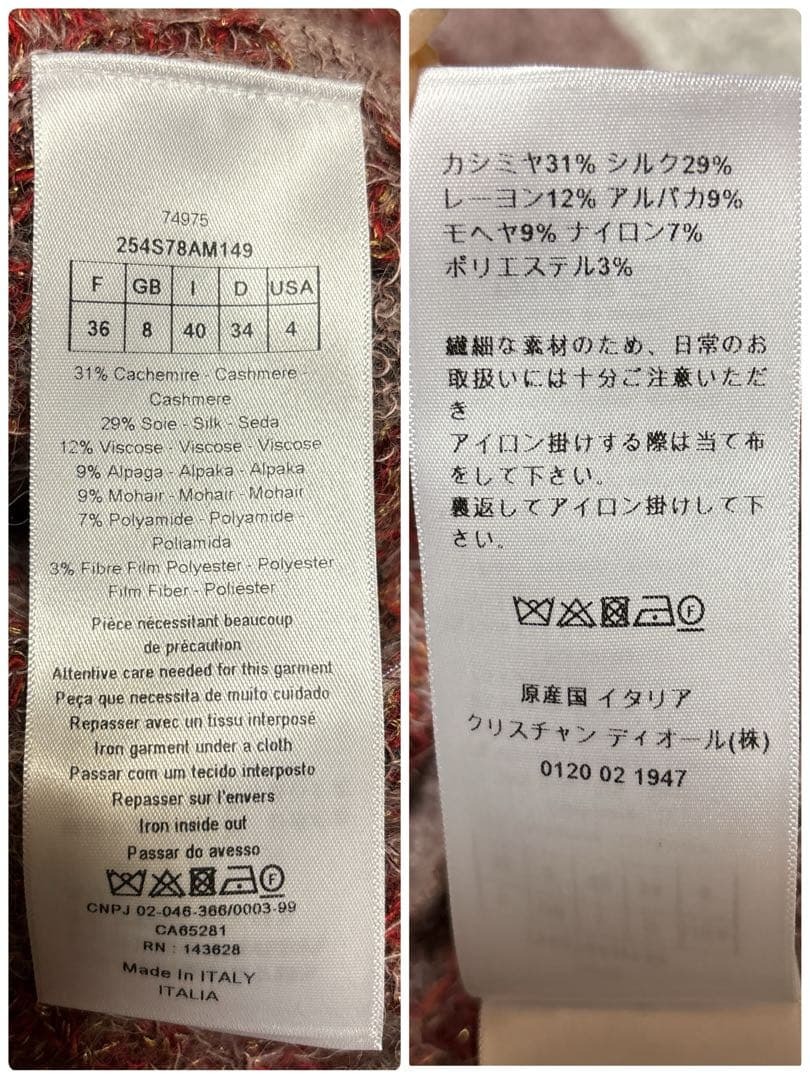 74975
254S78AM149
F GB I D USA
36 8 40 34 4
31% Cachemire - Cashmere -
Cashmere
29% Soie - Silk - Seda
12% Viscose - Viscose - Viscose
9% Alpaga - Alpaka - Alpaka
9% Mohair - Mohair - Mohair
7% Polyamide - Polyamide -
Poliamida
3% Fibre Film Polyester - Polyester
Film Fiber - Poliéster
Pièce nécessitant beaucoup
de précaution
Attentive care needed for this garment
Peça que necessita de muito cuidado
Repasser avec un tissu interposé
Iron garment under a cloth
Passar com um tecido interposto
Repasser sur l'envers
Iron inside out
Passar do avesso
F
CNPJ 02-046-366/0003-99
CA65281
RN : 143628
Made In ITALY
ITALIA
カシミヤ31% シルク29%
レーヨン12% アルパカ9%
モヘヤ9% ナイロン7%
ポリエステル3%
繊細な素材のため、日常のお
取扱いには十分ご注意いただ
き
アイロン掛けする際は当て布
をして下さい。
裏返してアイロン掛けして下
さい。
F
原産国 イタリア
クリスチャン ディオール(株)
0120 02 1947